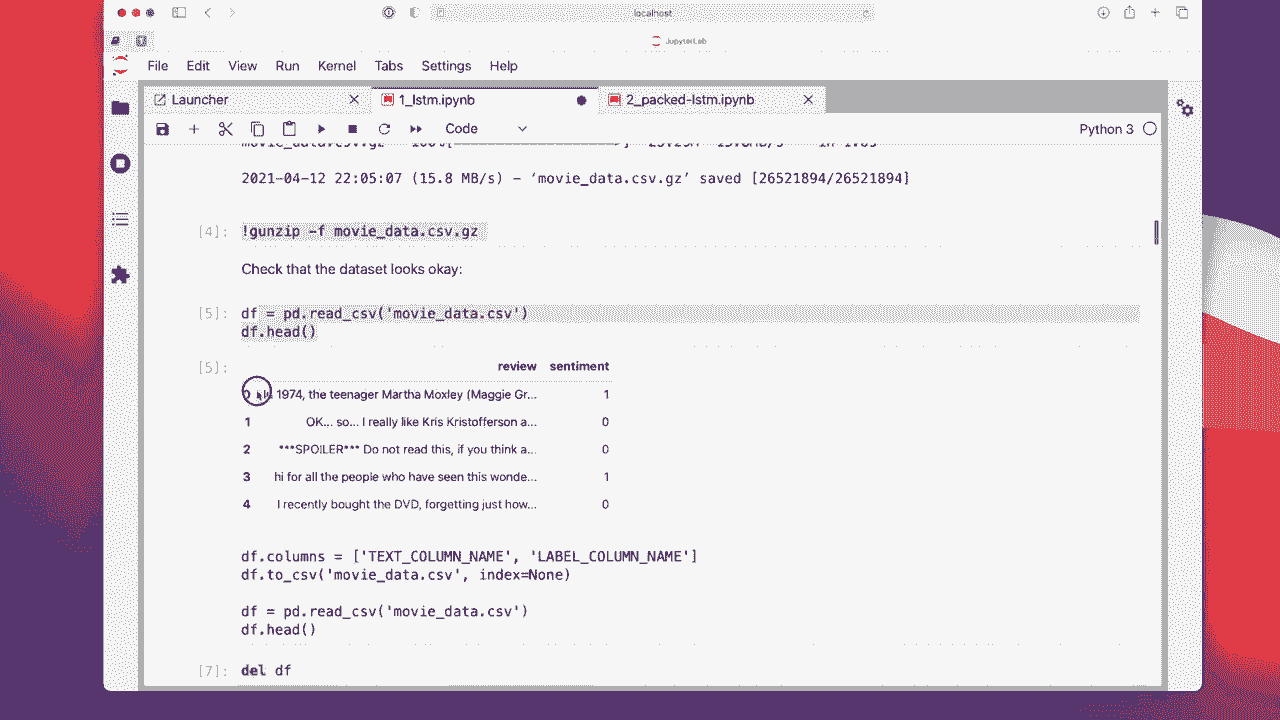 localhost
JupyterLab
File Edit View Run Kernel Tabs Settings Help
Launcher 1_lstm.ipynb 2_packed-lstm.ipynb
Code Python 3
2021-04-12 22:05:07 (15.8 MB/s) - ‘movie_data.csv.gz’ saved [26521894/26521894]
[4]: !gunzip -f movie_data.csv.gz
Check that the dataset looks okay:
[5]: df = pd.read_csv('movie_data.csv')
df.head()
[5]: review sentiment
0 1974, the teenager Martha Moxley (Maggie Gr... 1
1 OK... so... I really like Kris Kristofferson a... 0
2 ***SPOILER*** Do not read this, if you think a... 0
3 hi for all the people who have seen this wonde... 1
4 I recently bought the DVD, forgetting just how... 0
df.columns = ['TEXT_COLUMN_NAME', 'LABEL_COLUMN_NAME']
df.to_csv('movie_data.csv', index=None)
df = pd.read_csv('movie_data.csv')
df.head()
[7]: del df